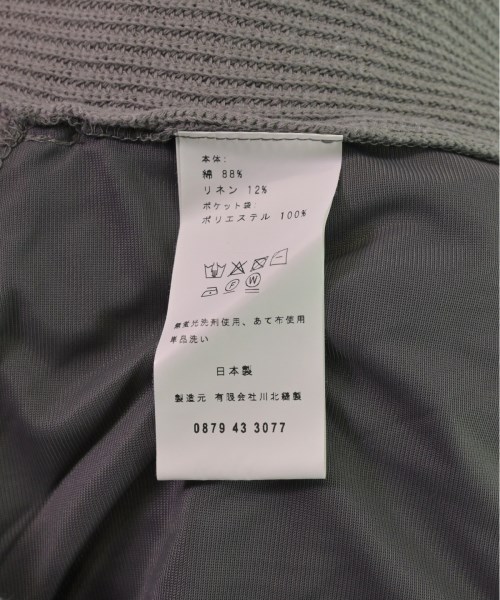 本体:
綿 88%
リネン 12%
ポケット袋:
ポリエステル 100%
F W
無蛍光洗剤使用、あて布使用
単品洗い
日本製
製造元 有限会社川北縫製
0879 43 3077